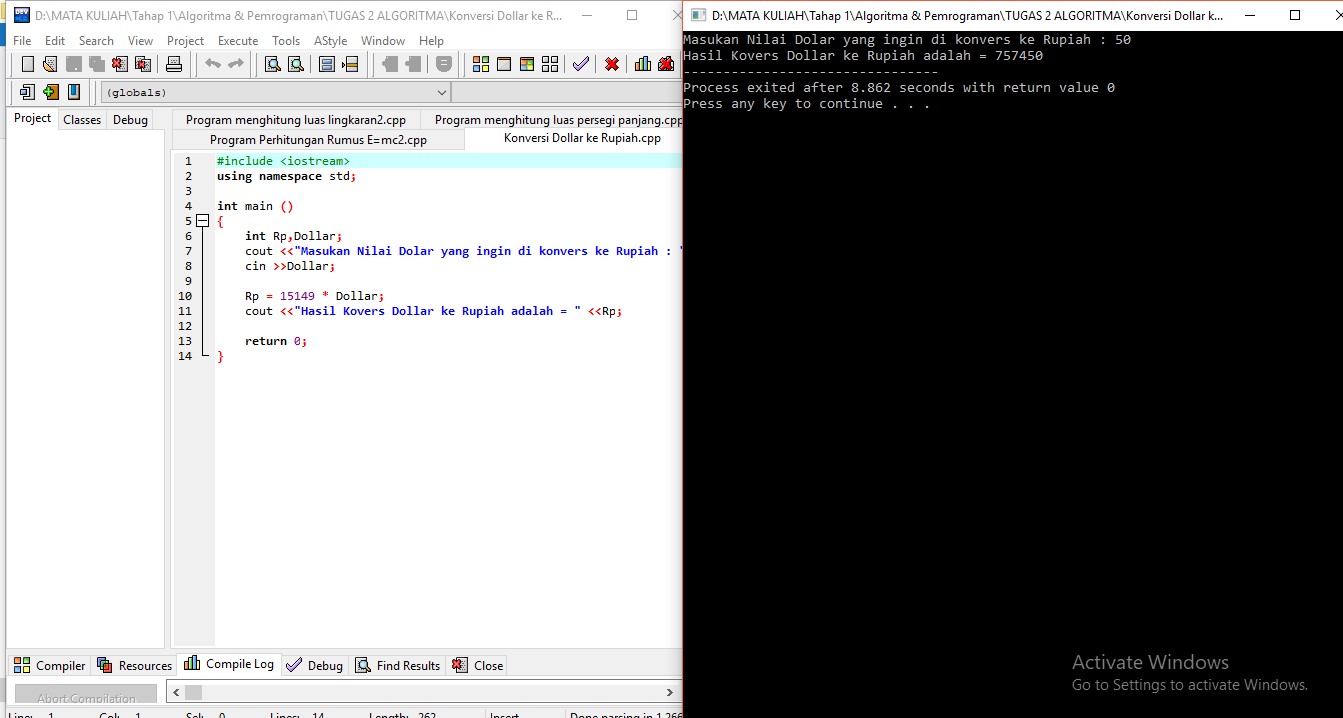 D:\MATA KULIAH\Tahap 1\Algoritma & Pemrograman\TUGAS 2 ALGORITMA\Konversi Dollar ke R...
File Edit Search View Project Execute Tools AStyle Window Help
(globals)
Project Classes Debug
Program menghitung luas lingkaran2.cpp Program menghitung luas persegi panjang.cpp
Program Perhitungan Rumus E=mc2.cpp Konversi Dollar ke Rupiah.cpp
1 #include <iostream>
2 using namespace std;
3
4 int main ()
5 {
6 int Rp,Dollar;
7 cout <<"Masukan Nilai Dolar yang ingin di konvers ke Rupiah : "
8 cin >>Dollar;
9
10 Rp = 15149 * Dollar;
11 cout <<"Hasil Kovers Dollar ke Rupiah adalah = " <<Rp;
12
13 return 0;
14 }
Compiler Resources Compile Log Debug Find Results Close
Abort Compilation
Line: 1 Col: 1 Sel: 0 Lines: 14 Length: 262 Insert Done parsing in 1,266
D:\MATA KULIAH\Tahap 1\Algoritma & Pemrograman\TUGAS 2 ALGORITMA\Konversi Dollar k...
Masukan Nilai Dolar yang ingin di konvers ke Rupiah : 50
Hasil Kovers Dollar ke Rupiah adalah = 757450
--------------------------------
Process exited after 8.862 seconds with return value 0
Press any key to continue . . .
Activate Windows
Go to Settings to activate Windows.